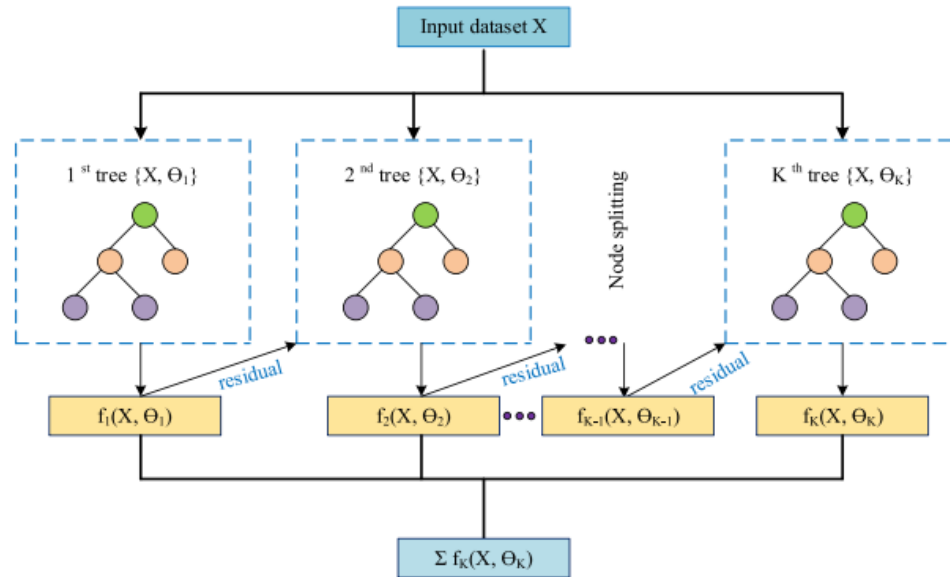 Input dataset X
1 st tree {X, Θ1}
2 nd tree {X, Θ2}
Node splitting
K th tree {X, ΘK}
residual
residual
residual
f1(X, Θ1)
f2(X, Θ2)
fK-1(X, ΘK-1)
fK(X, ΘK)
Σ fK(X, ΘK)